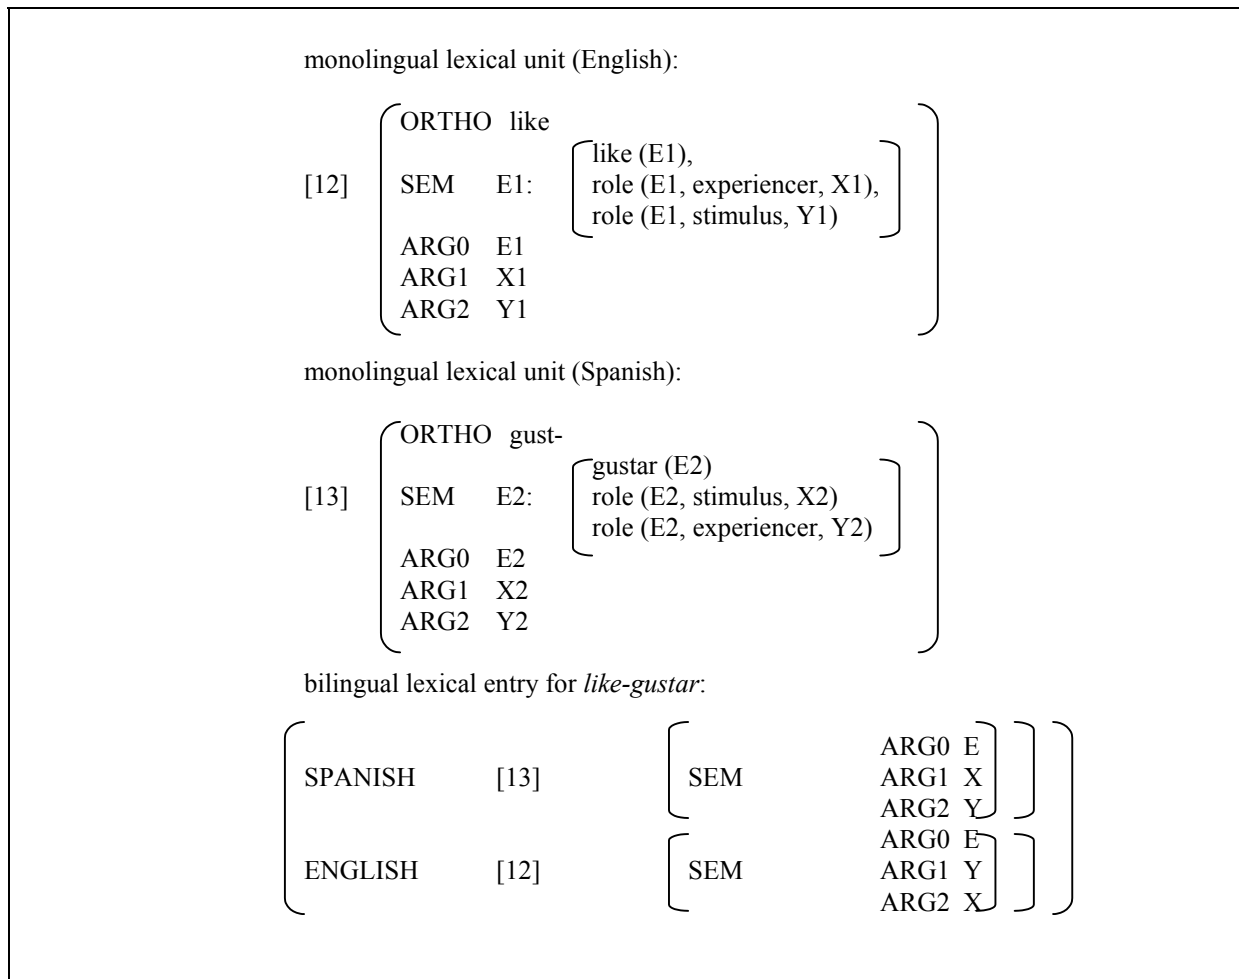 monolingual lexical unit (English):
ORTHO like
like (E1),
[12] SEM E1: role (E1, experiencer, X1),
role (E1, stimulus, Y1)
ARG0 E1
ARG1 X1
ARG2 Y1
monolingual lexical unit (Spanish):
ORTHO gust-
gustar (E2)
[13] SEM E2: role (E2, stimulus, X2)
role (E2, experiencer, Y2)
ARG0 E2
ARG1 X2
ARG2 Y2
bilingual lexical entry for like-gustar:
ARG0 E
SPANISH [13] SEM ARG1 X
ARG2 Y
ARG0 E
ENGLISH [12] SEM ARG1 Y
ARG2 X